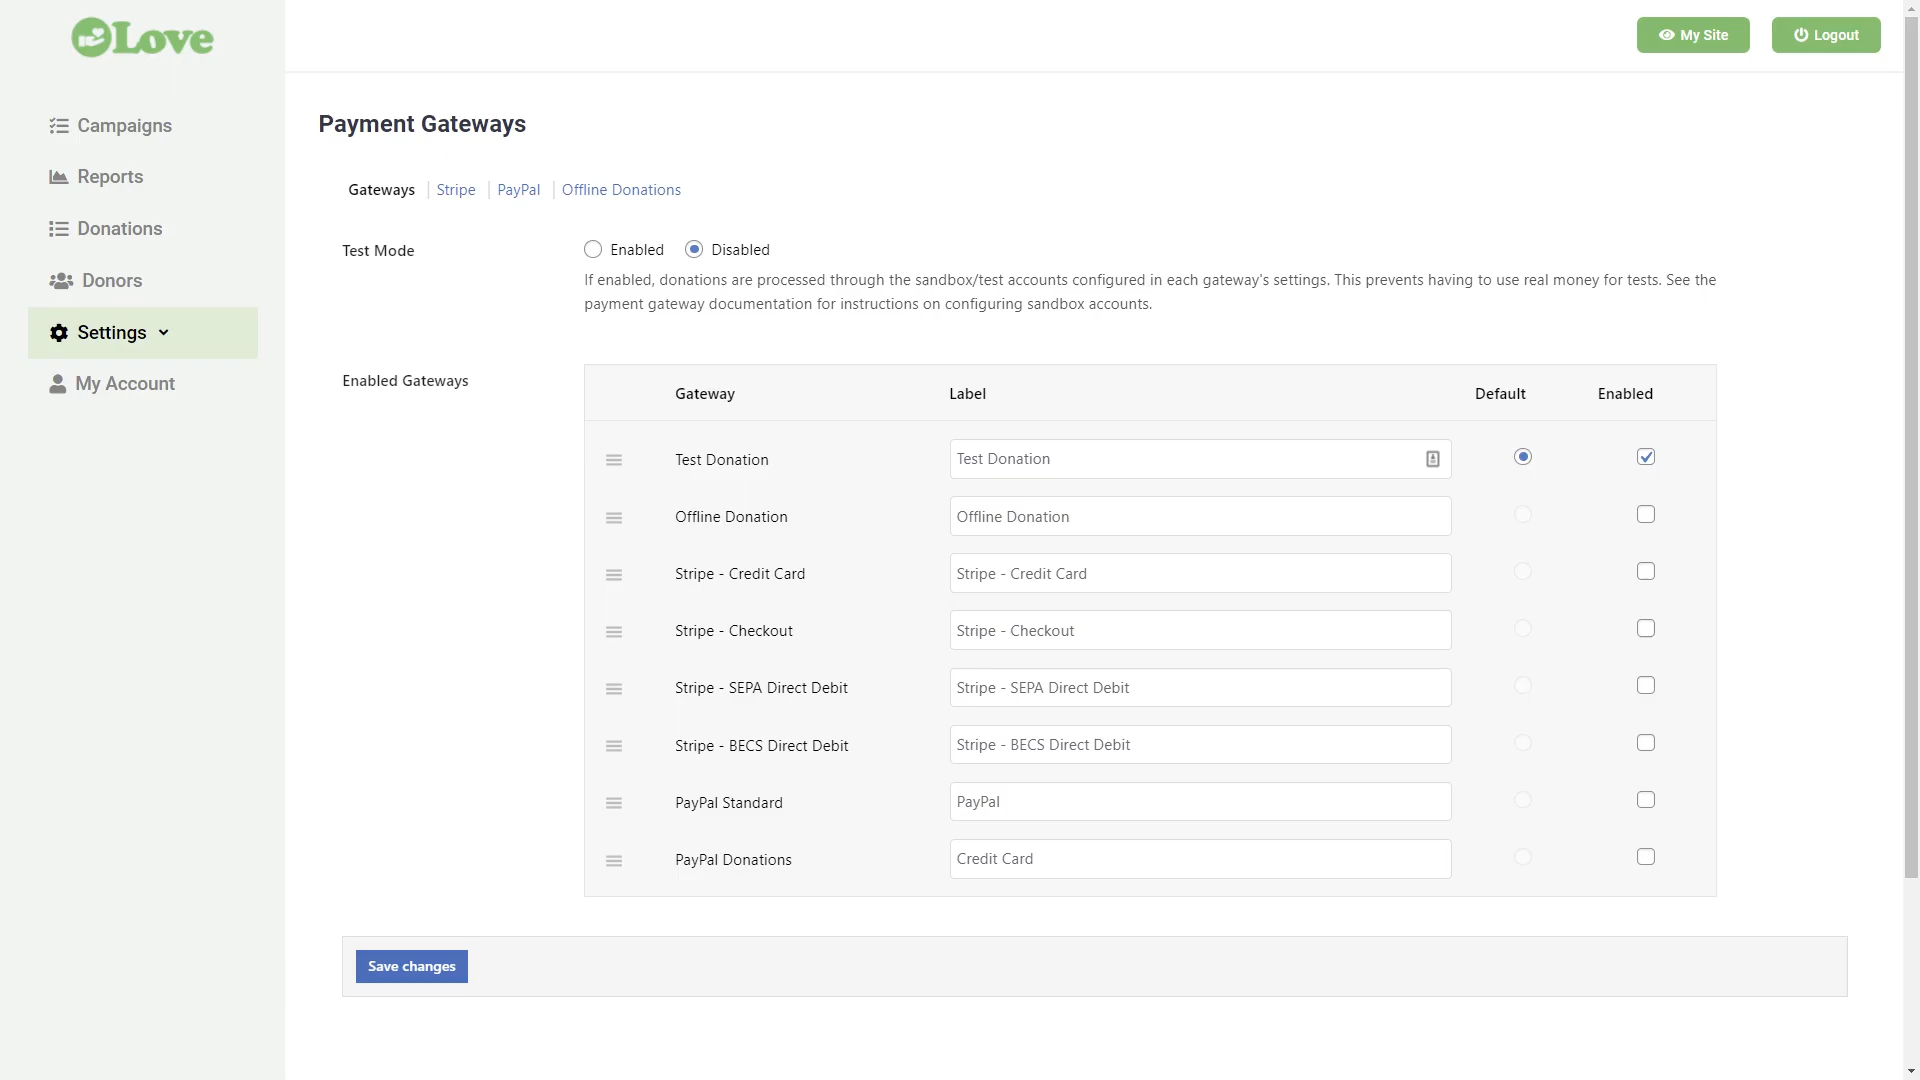 Love
My Site
Logout
Campaigns
Reports
Donations
Donors
Settings
My Account
Payment Gateways
Gateways Stripe PayPal Offline Donations
Test Mode
Enabled Disabled
If enabled, donations are processed through the sandbox/test accounts configured in each gateway's settings. This prevents having to use real money for tests. See the
payment gateway documentation for instructions on configuring sandbox accounts.
Enabled Gateways
Gateway Label Default Enabled
Test Donation Test Donation
Offline Donation Offline Donation
Stripe - Credit Card Stripe - Credit Card
Stripe - Checkout Stripe - Checkout
Stripe - SEPA Direct Debit Stripe - SEPA Direct Debit
Stripe - BECS Direct Debit Stripe - BECS Direct Debit
PayPal Standard PayPal
PayPal Donations Credit Card
Save changes